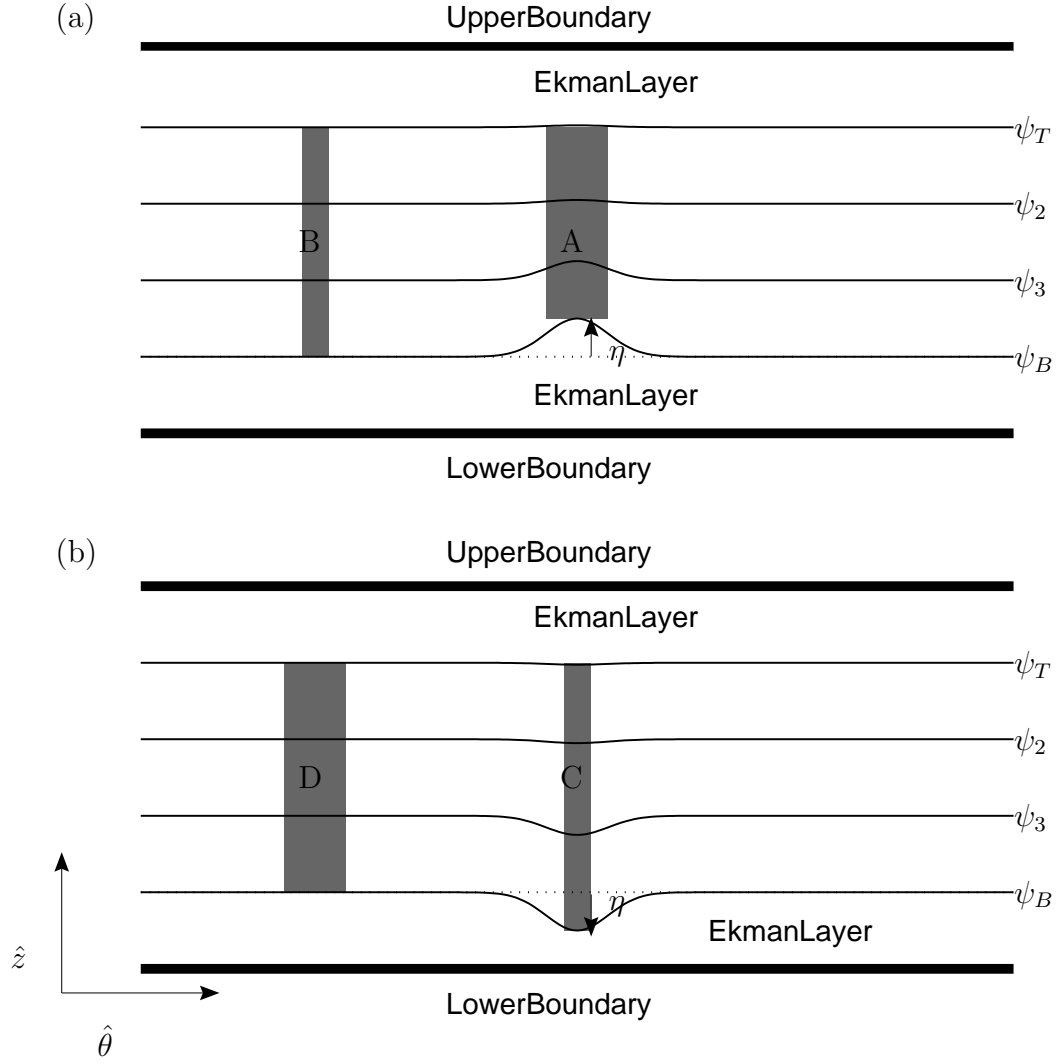 (a)
UpperBoundary
EkmanLayer
ψ_T
ψ_2
B A
ψ_3
η
ψ_B
EkmanLayer
LowerBoundary
(b)
UpperBoundary
EkmanLayer
ψ_T
ψ_2
D C
ψ_3
ψ_B
η
EkmanLayer
ẑ
LowerBoundary
θ̂